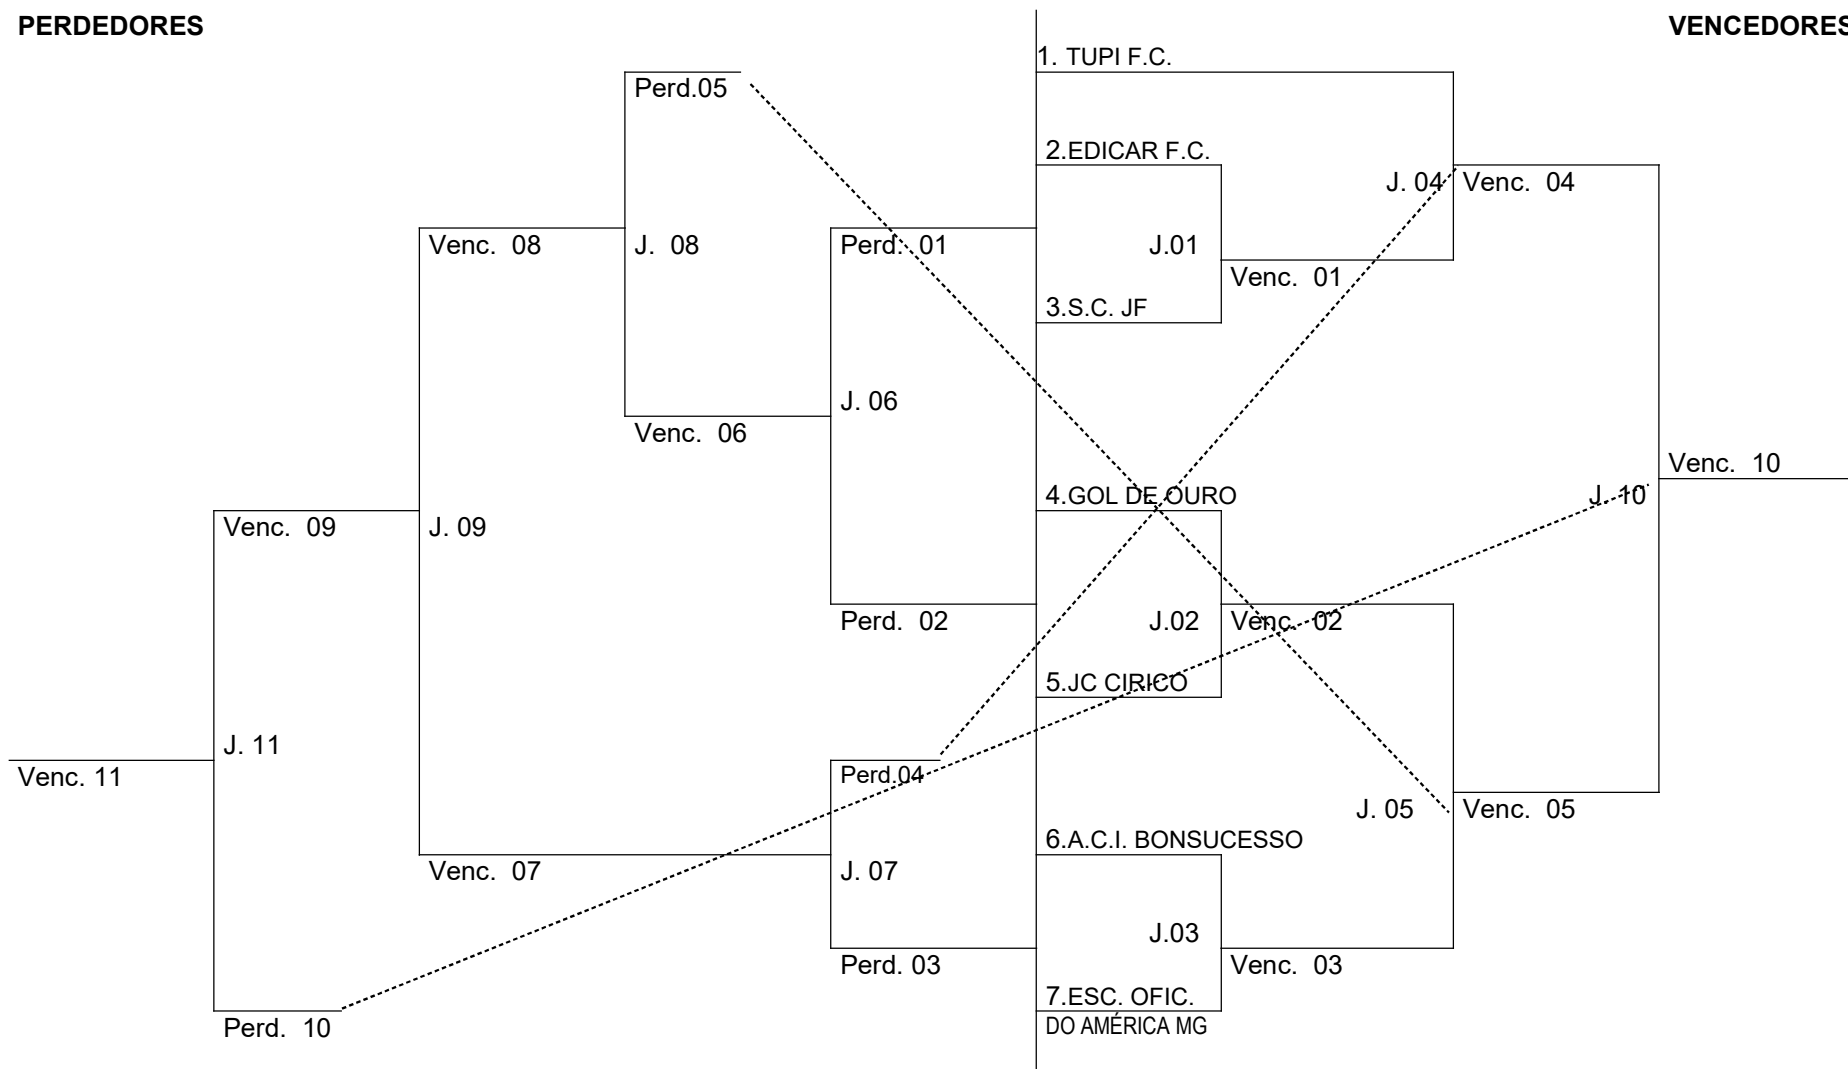 PERDEDORES
VENCEDORES
1. TUPI F.C.
Perd.05
2.EDICAR F.C.
J. 04
Venc. 04
Venc. 08
J. 08
Perd. 01
J.01
Venc. 01
3.S.C. JF
J. 06
Venc. 06
Venc. 10
4.GOL DE OURO
J. 10
Venc. 09
J. 09
Perd. 02
J.02
Venc. 02
5.JC CIRICO
J. 11
Venc. 11
Perd.04
J. 05
Venc. 05
6.A.C.I. BONSUCESSO
Venc. 07
J. 07
J.03
Perd. 03
Venc. 03
7.ESC. OFIC.
DO AMÉRICA MG
Perd. 10